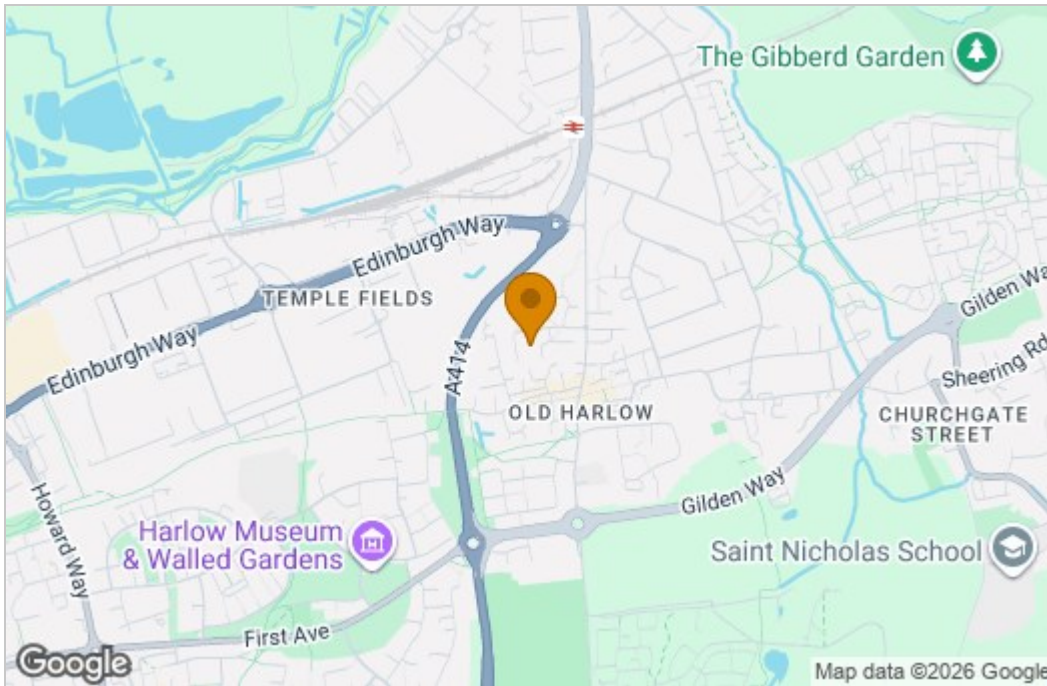 The Gibberd Garden
Edinburgh Way
TEMPLE FIELDS
Gilden Wa
Edinburgh Way
A414
Sheering Rd
OLD HARLOW
CHURCHGATE
STREET
Howard Way
Gilden Way
Harlow Museum
& Walled Gardens
Saint Nicholas School
First Ave
Google
Map data ©2026 Google